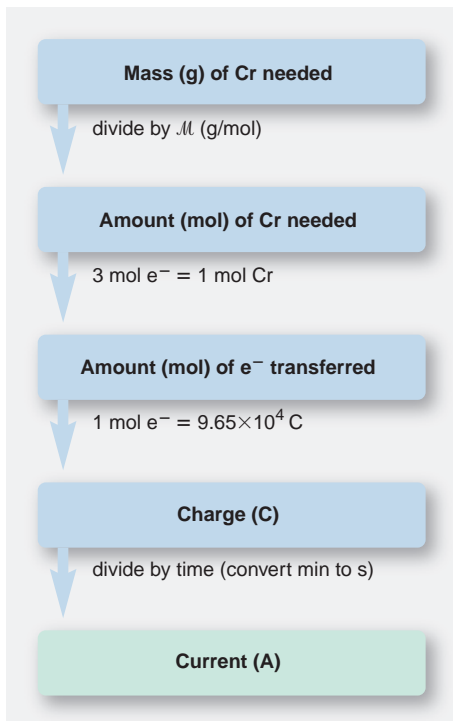 Mass (g) of Cr needed
divide by ℳ (g/mol)
Amount (mol) of Cr needed
3 mol e⁻ = 1 mol Cr
Amount (mol) of e⁻ transferred
1 mol e⁻ = 9.65×10⁴ C
Charge (C)
divide by time (convert min to s)
Current (A)